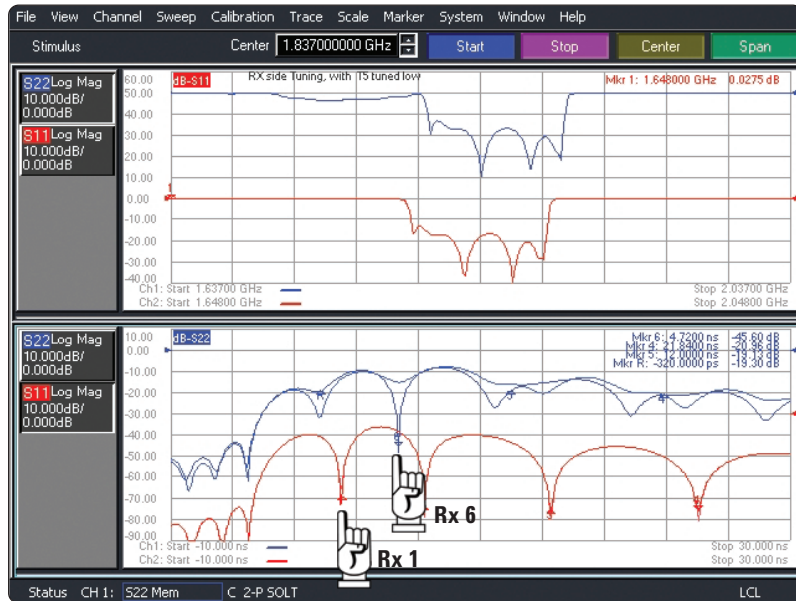 File View Channel Sweep Calibration Trace Scale Marker System Window Help
Stimulus Center 1.837000000 GHz Start Stop Center Span
S22 Log Mag
10.000dB/
0.000dB
S11 Log Mag
10.000dB/
0.000dB
dB-S11
RX side Tuning, with T5 tuned low
Mkr 1: 1.648000 GHz 0.0275 dB
60.00
50.00
40.00
30.00
20.00
10.00
0.00
-10.00
-20.00
-30.00
-40.00
1
Ch1: Start 1.63700 GHz
Stop 2.03700 GHz
Ch2: Start 1.64800 GHz
Stop 2.04800 GHz
S22 Log Mag
10.000dB/
0.000dB
S11 Log Mag
10.000dB/
0.000dB
dB-S22
Mkr 6: 4.7200 ns -45.60 dB
Mkr 4: 21.8400 ns -20.96 dB
Mkr 5: 12.0000 ns -19.13 dB
Mkr R: -320.0000 ps -19.30 dB
10.00
0.00
-10.00
-20.00
-30.00
-40.00
-50.00
-60.00
-70.00
-80.00
-90.00
R
5
4
6
3
Rx 6
Rx 1
Ch1: Start -10.000 ns
Stop 30.000 ns
Ch2: Start -10.000 ns
Stop 30.000 ns
Status CH 1: S22 Mem C 2-P SOLT LCL